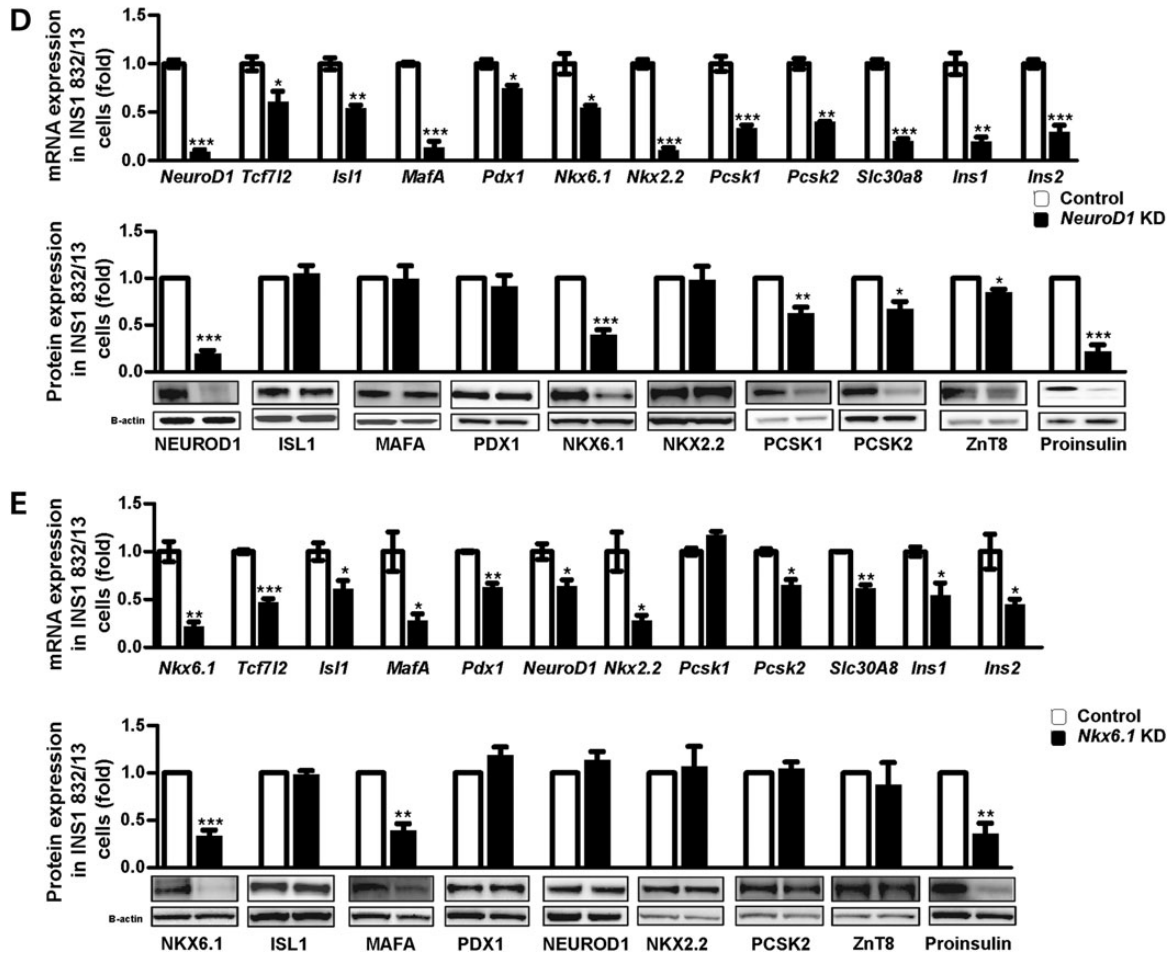 D
mRNA expression
in INS1 832/13
cells (fold)
1.5
1.0
0.5
0.0
*** * ** *** * * *** *** ** *** ** ***
NeuroD1 Tcf7l2 Isl1 MafA Pdx1 Nkx6.1 Nkx2.2 Pcsk1 Pcsk2 Slc30a8 Ins1 Ins2
Control
NeuroD1 KD
Protein expression
in INS1 832/13
cells (fold)
1.5
1.0
0.5
0.0
*** *** ** * * ***
B-actin
NEUROD1 ISL1 MAFA PDX1 NKX6.1 NKX2.2 PCSK1 PCSK2 ZnT8 Proinsulin
E
mRNA expression
in INS1 832/13
cells (fold)
1.5
1.0
0.5
0.0
** *** * * ** * * * ** * *
Nkx6.1 Tcf7l2 Isl1 MafA Pdx1 NeuroD1 Nkx2.2 Pcsk1 Pcsk2 Slc30A8 Ins1 Ins2
Control
Nkx6.1 KD
Protein expression
in INS1 832/13
cells (fold)
1.5
1.0
0.5
0.0
*** ** **
B-actin
NKX6.1 ISL1 MAFA PDX1 NEUROD1 NKX2.2 PCSK2 ZnT8 Proinsulin